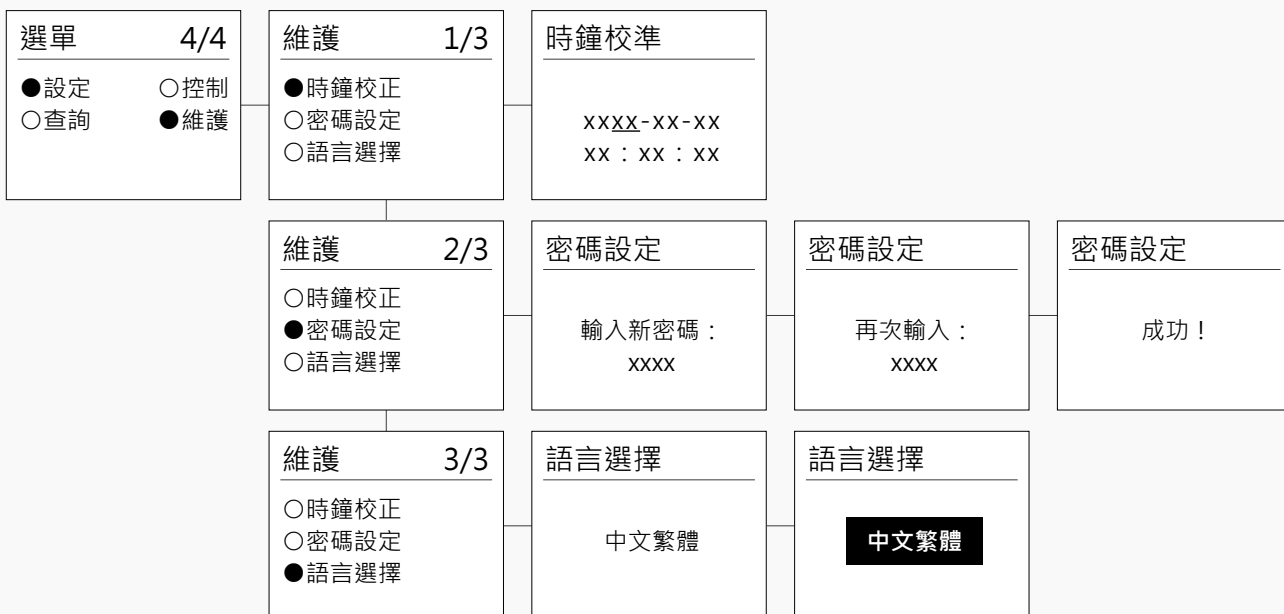 選單 4/4
●設定 ○控制
○查詢 ●維護
維護 1/3
●時鐘校正
○密碼設定
○語言選擇
時鐘校準
xxxx-xx-xx
xx：xx：xx
維護 2/3
○時鐘校正
●密碼設定
○語言選擇
密碼設定
輸入新密碼：
xxxx
密碼設定
再次輸入：
xxxx
密碼設定
成功！
維護 3/3
○時鐘校正
○密碼設定
●語言選擇
語言選擇
中文繁體
語言選擇
中文繁體